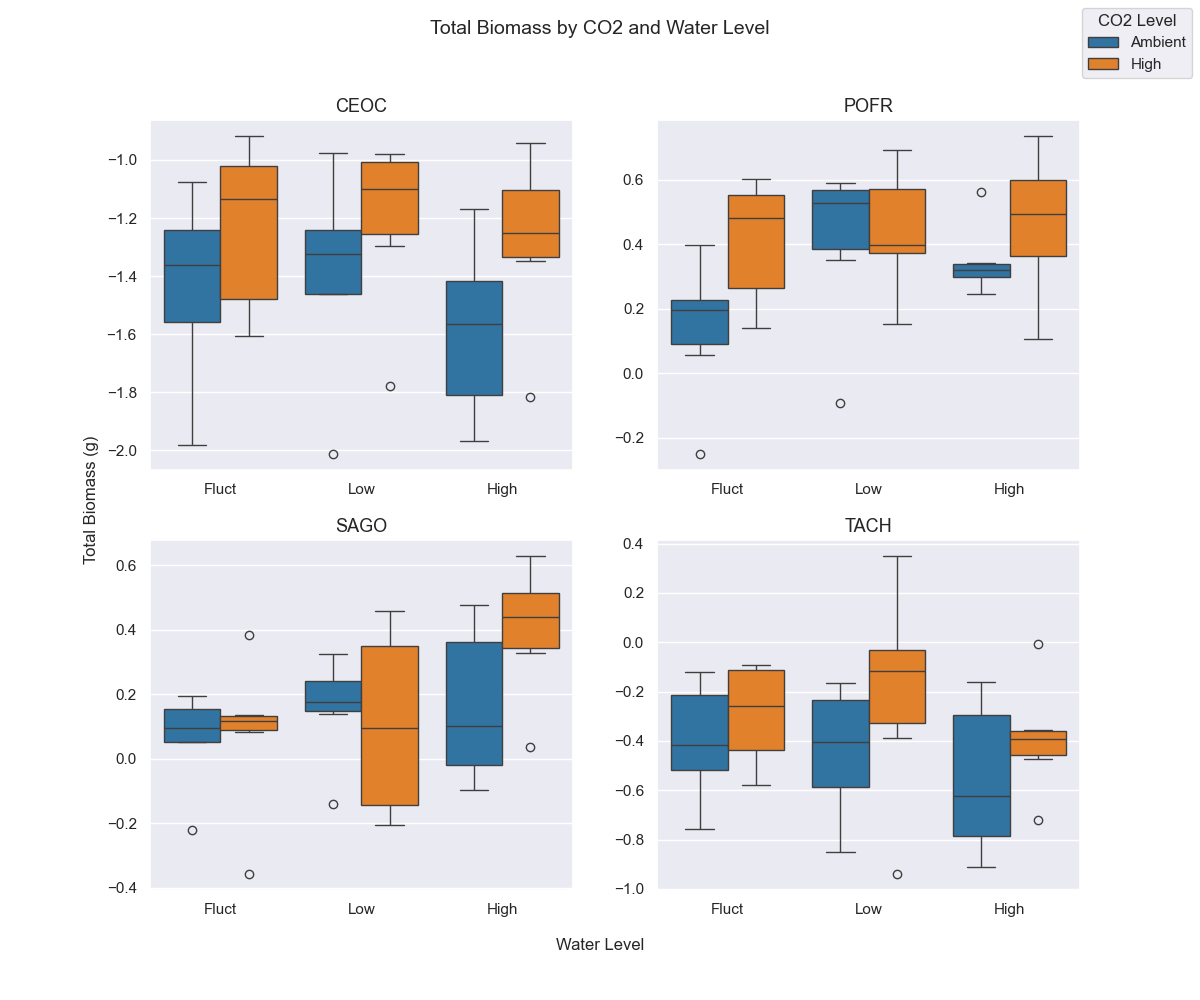 Total Biomass by CO2 and Water Level
CO2 Level
Ambient
High
CEOC
−1.0
−1.2
−1.4
−1.6
−1.8
−2.0
Fluct Low High
POFR
0.6
0.4
0.2
0.0
−0.2
Fluct Low High
Total Biomass (g)
SAGO
0.6
0.4
0.2
0.0
−0.2
−0.4
Fluct Low High
TACH
0.4
0.2
0.0
−0.2
−0.4
−0.6
−0.8
−1.0
Fluct Low High
Water Level